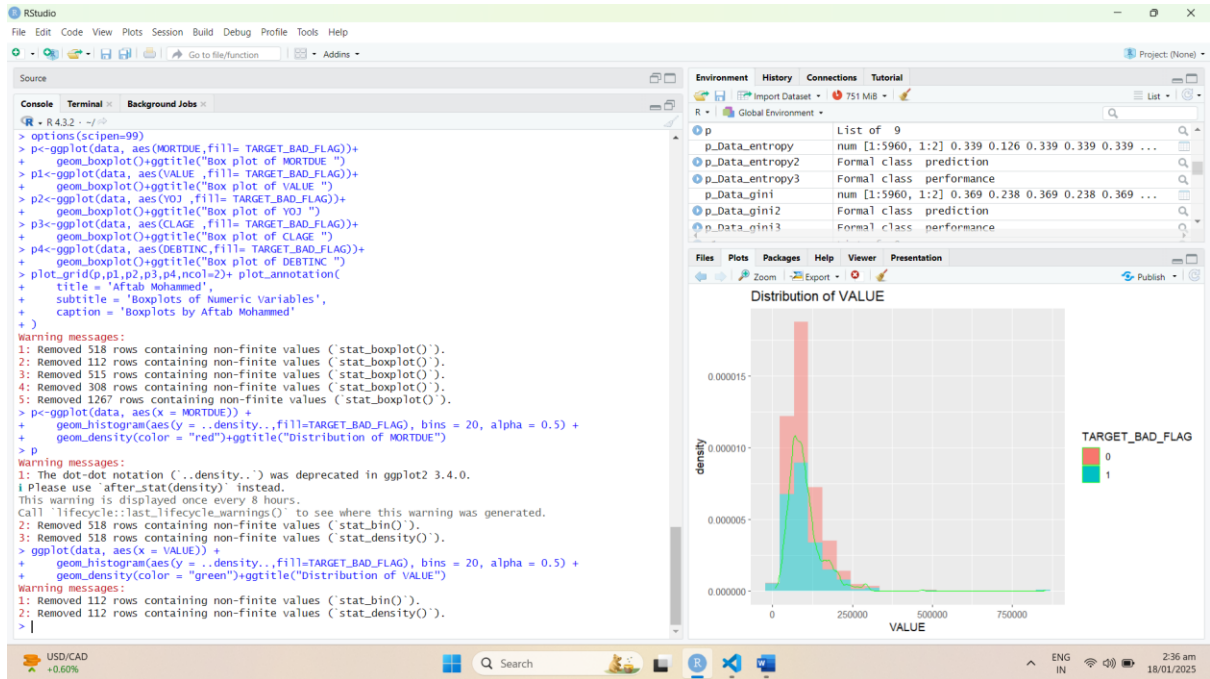 RStudio
File Edit Code View Plots Session Build Debug Profile Tools Help
Go to file/function
Addins
Project: (None)
Source
Console Terminal Background Jobs
R 4.3.2 · ~/
> options(scipen=99)
> p<-ggplot(data, aes(MORTDUE,fill= TARGET_BAD_FLAG))+
+     geom_boxplot()+ggtitle("Box plot of MORTDUE ")
> p1<-ggplot(data, aes(VALUE ,fill= TARGET_BAD_FLAG))+
+     geom_boxplot()+ggtitle("Box plot of VALUE ")
> p2<-ggplot(data, aes(YOJ ,fill= TARGET_BAD_FLAG))+
+     geom_boxplot()+ggtitle("Box plot of YOJ ")
> p3<-ggplot(data, aes(CLAGE ,fill= TARGET_BAD_FLAG))+
+     geom_boxplot()+ggtitle("Box plot of CLAGE ")
> p4<-ggplot(data, aes(DEBTINC,fill= TARGET_BAD_FLAG))+
+     geom_boxplot()+ggtitle("Box plot of DEBTINC ")
> plot_grid(p,p1,p2,p3,p4,ncol=2)+ plot_annotation(
+     title = 'Aftab Mohammed',
+     subtitle = 'Boxplots of Numeric Variables',
+     caption = 'Boxplots by Aftab Mohammed'
+ )
Warning messages:
1: Removed 518 rows containing non-finite values (`stat_boxplot()`).
2: Removed 112 rows containing non-finite values (`stat_boxplot()`).
3: Removed 515 rows containing non-finite values (`stat_boxplot()`).
4: Removed 308 rows containing non-finite values (`stat_boxplot()`).
5: Removed 1267 rows containing non-finite values (`stat_boxplot()`).
> p<-ggplot(data, aes(x = MORTDUE)) +
+     geom_histogram(aes(y = ..density..,fill=TARGET_BAD_FLAG), bins = 20, alpha = 0.5) +
+     geom_density(color = "red")+ggtitle("Distribution of MORTDUE")
> p
Warning messages:
1: The dot-dot notation (`..density..`) was deprecated in ggplot2 3.4.0.
ℹ Please use `after_stat(density)` instead.
This warning is displayed once every 8 hours.
Call `lifecycle::last_lifecycle_warnings()` to see where this warning was generated.
2: Removed 518 rows containing non-finite values (`stat_bin()`).
3: Removed 518 rows containing non-finite values (`stat_density()`).
> ggplot(data, aes(x = VALUE)) +
+     geom_histogram(aes(y = ..density..,fill=TARGET_BAD_FLAG), bins = 20, alpha = 0.5) +
+     geom_density(color = "green")+ggtitle("Distribution of VALUE")
Warning messages:
1: Removed 112 rows containing non-finite values (`stat_bin()`).
2: Removed 112 rows containing non-finite values (`stat_density()`).
>
Environment History Connections Tutorial
Import Dataset 751 MiB List
R Global Environment
p List of 9
p_Data_entropy num [1:5960, 1:2] 0.339 0.126 0.339 0.339 0.339 ...
p_Data_entropy2 Formal class prediction
p_Data_entropy3 Formal class performance
p_Data_gini num [1:5960, 1:2] 0.369 0.238 0.369 0.238 0.369 ...
p_Data_gini2 Formal class prediction
p_Data_gini3 Formal class performance
Files Plots Packages Help Viewer Presentation
Zoom Export Publish
Distribution of VALUE
0.000015
0.000010
0.000005
0.000000
density
0 250000 500000 750000
VALUE
TARGET_BAD_FLAG
0
1
USD/CAD
+0.60%
Search
ENG
IN
2:36 am
18/01/2025